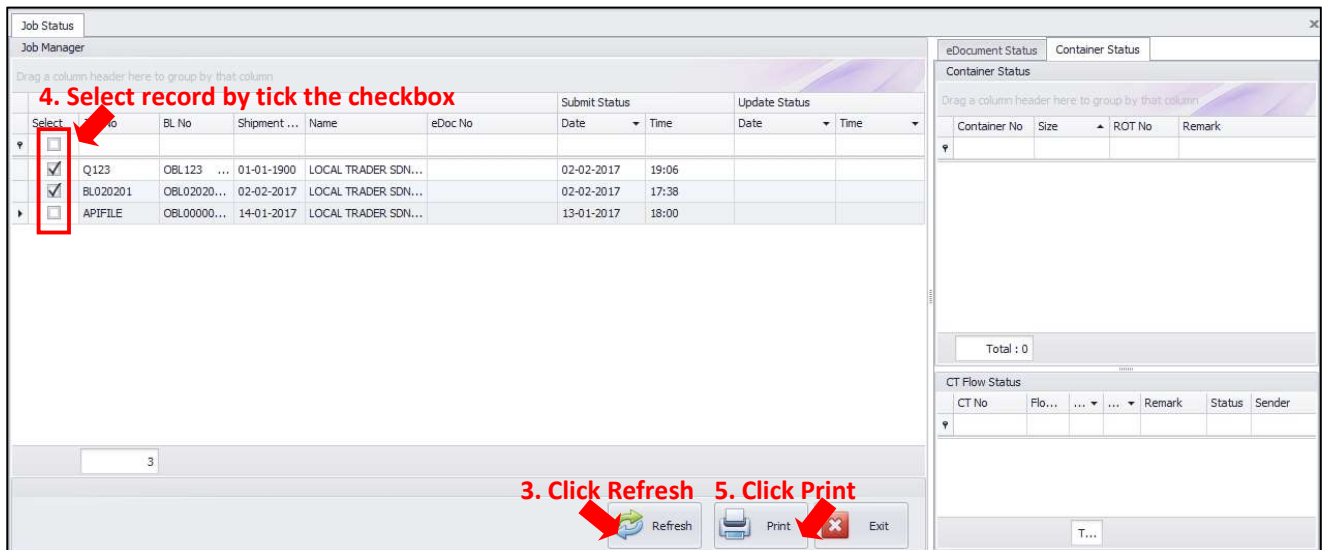 Job Status
Job Manager
Drag a column header here to group by that column
4. Select record by tick the checkbox
Submit Status Update Status
Select No BL No Shipment ... Name eDoc No Date Time Date Time
Q123 OBL123 ... 01-01-1900 LOCAL TRADER SDN... 02-02-2017 19:06
BL020201 OBL02020... 02-02-2017 LOCAL TRADER SDN... 02-02-2017 17:38
APIFILE OBL00000... 14-01-2017 LOCAL TRADER SDN... 13-01-2017 18:00
3
3. Click Refresh 5. Click Print
Refresh Print Exit
eDocument Status Container Status
Container Status
Drag a column header here to group by that column
Container No Size ROT No Remark
Total : 0
CT Flow Status
CT No Flo... ... ... Remark Status Sender
T...